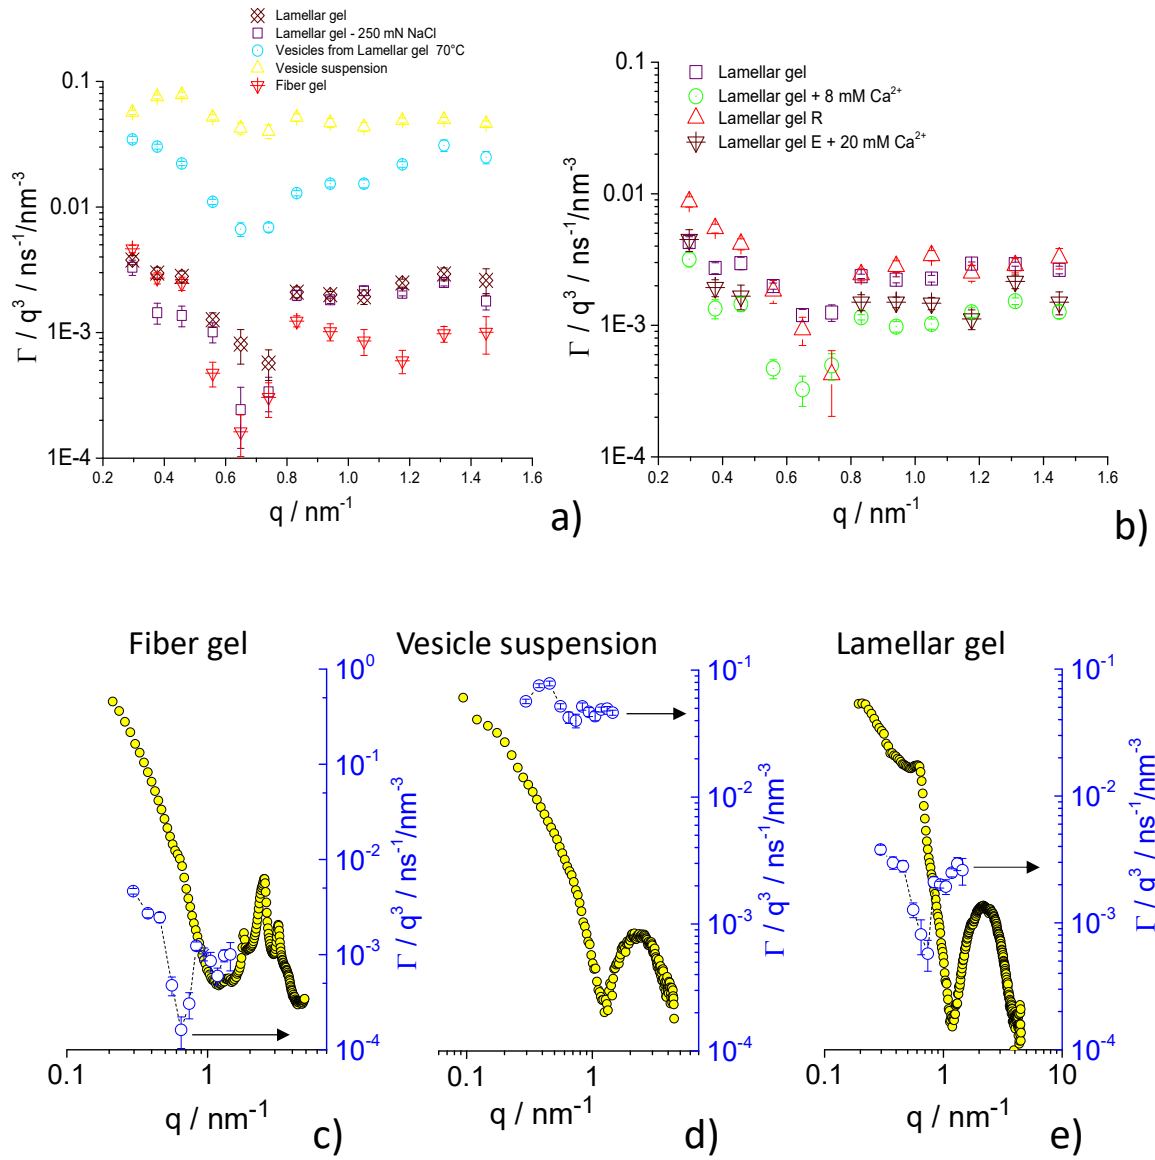 Lamellar gel
Lamellar gel - 250 mN NaCl
Vesicles from Lamellar gel 70°C
Vesicle suspension
Fiber gel
0.1
0.01
1E-3
1E-4
Γ / q³ / ns⁻¹/nm⁻³
0.2 0.4 0.6 0.8 1.0 1.2 1.4 1.6
q / nm⁻¹
a)
Lamellar gel
Lamellar gel + 8 mM Ca²⁺
Lamellar gel R
Lamellar gel E + 20 mM Ca²⁺
0.1
0.01
1E-3
1E-4
Γ / q³ / ns⁻¹/nm⁻³
0.2 0.4 0.6 0.8 1.0 1.2 1.4 1.6
q / nm⁻¹
b)
Fiber gel
10⁰
10⁻¹
10⁻²
10⁻³
10⁻⁴
Γ / q³ / ns⁻¹/nm⁻³
0.1 1
q / nm⁻¹
c)
Vesicle suspension
10⁻¹
10⁻²
10⁻³
10⁻⁴
Γ / q³ / ns⁻¹/nm⁻³
0.1 1
q / nm⁻¹
d)
Lamellar gel
10⁻¹
10⁻²
10⁻³
10⁻⁴
Γ / q³ / ns⁻¹/nm⁻³
0.1 1 10
q / nm⁻¹
e)